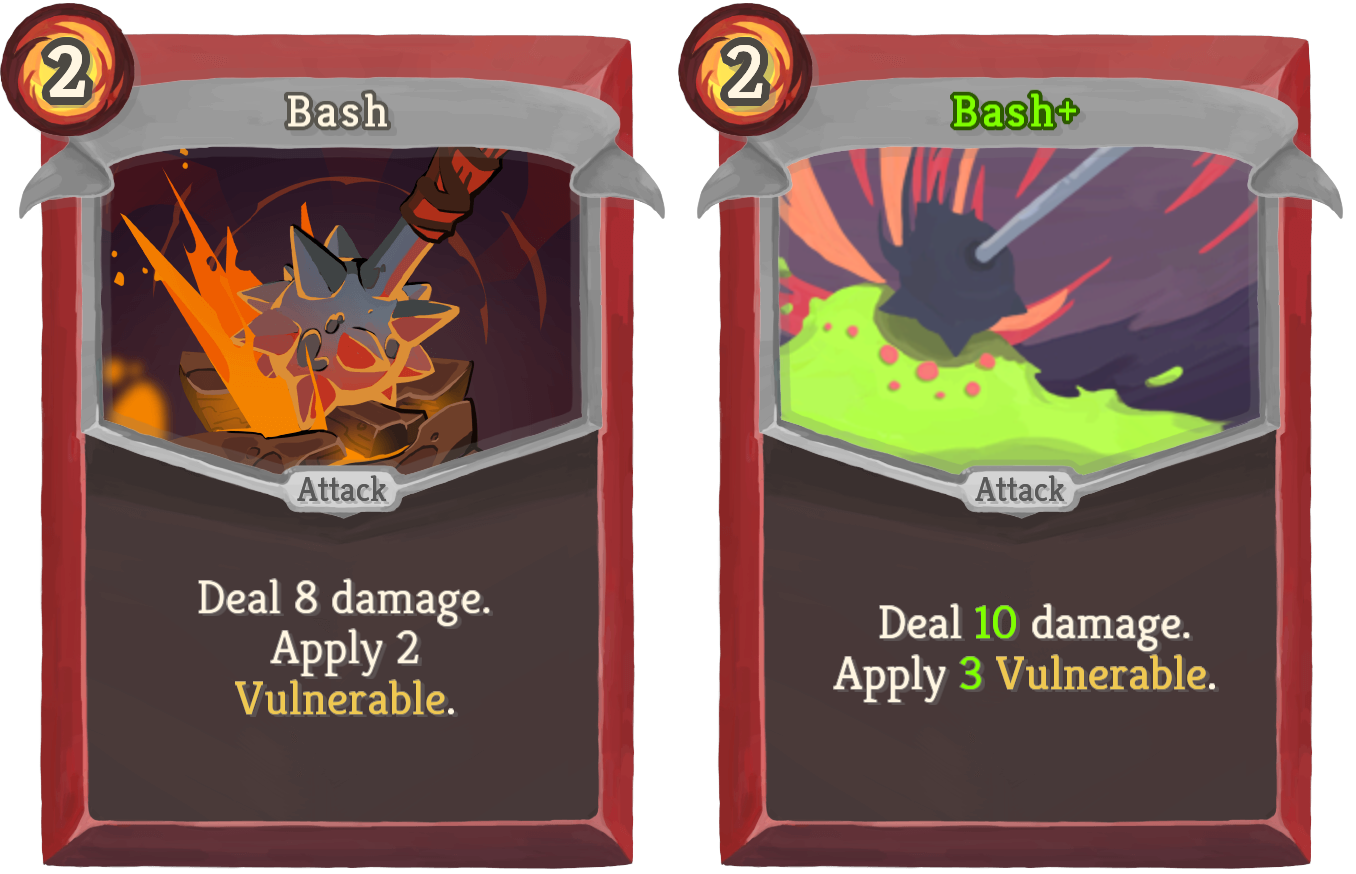 2
Bash
Attack
Deal 8 damage.
Apply 2
Vulnerable.
2
Bash+
Attack
Deal 10 damage.
Apply 3 Vulnerable.